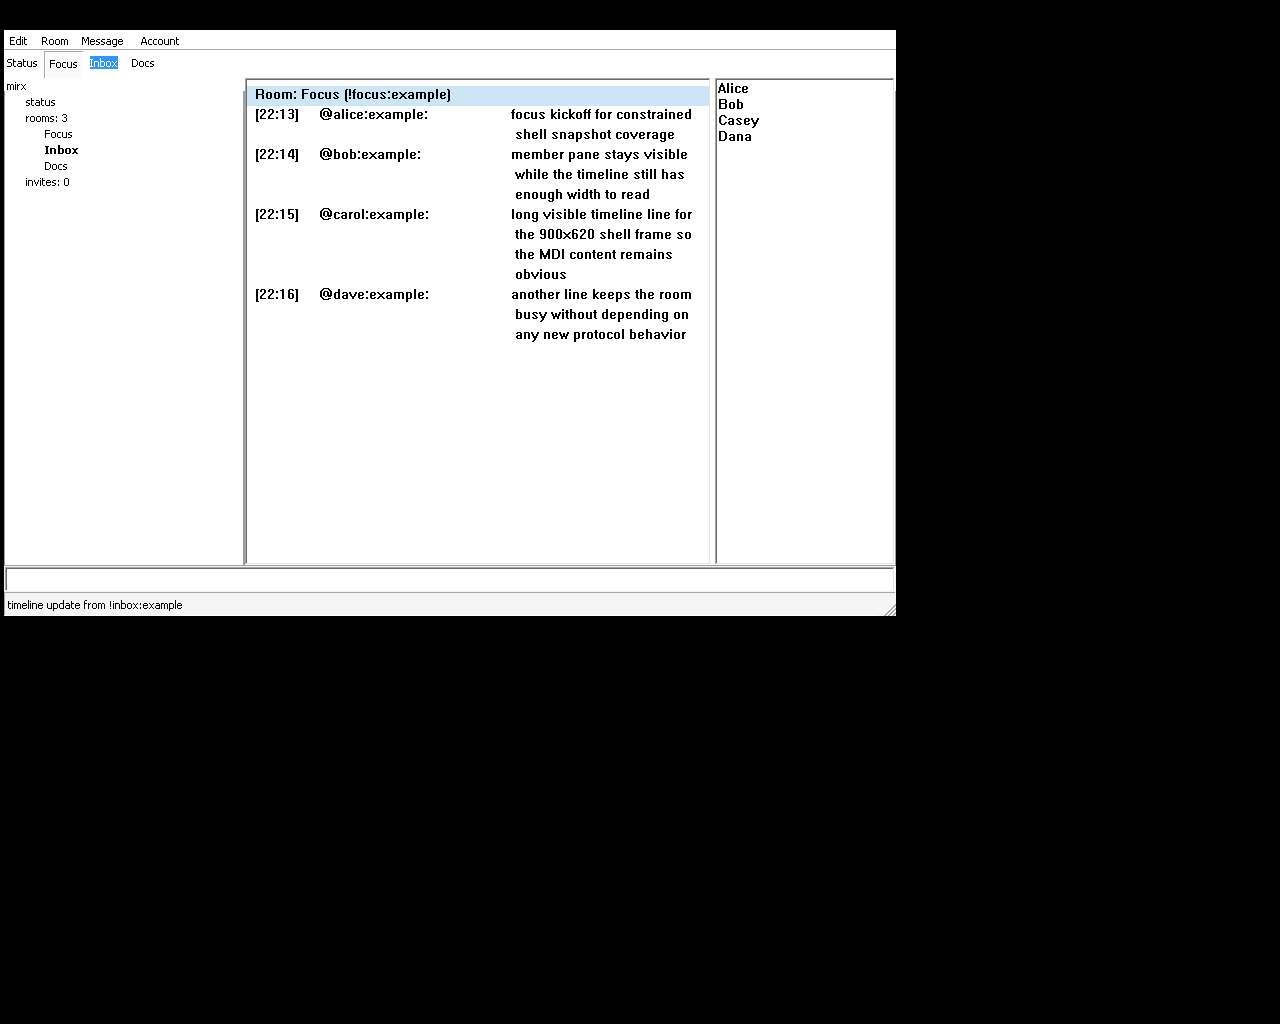 Edit Room Message Account
Status Focus Inbox Docs
mirx
status
rooms: 3
Focus
Inbox
Docs
invites: 0
Room: Focus (!focus:example)
[22:13] @alice:example: focus kickoff for constrained
shell snapshot coverage
[22:14] @bob:example: member pane stays visible
while the timeline still has
enough width to read
[22:15] @carol:example: long visible timeline line for
the 900x620 shell frame so
the MDI content remains
obvious
[22:16] @dave:example: another line keeps the room
busy without depending on
any new protocol behavior
Alice
Bob
Casey
Dana
timeline update from !inbox:example